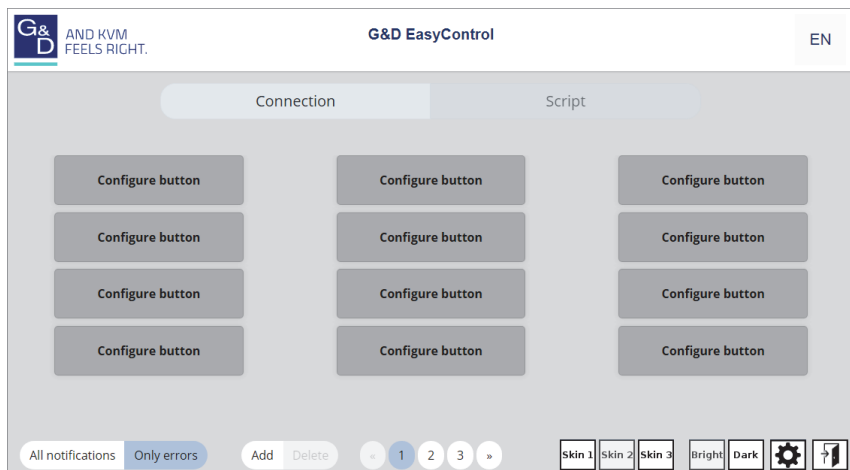 G&D
AND KVM
FEELS RIGHT.
G&D EasyControl
EN
Connection Script
Configure button Configure button Configure button
Configure button Configure button Configure button
Configure button Configure button Configure button
Configure button Configure button Configure button
All notifications Only errors Add Delete « 1 2 3 » Skin 1 Skin 2 Skin 3 Bright Dark